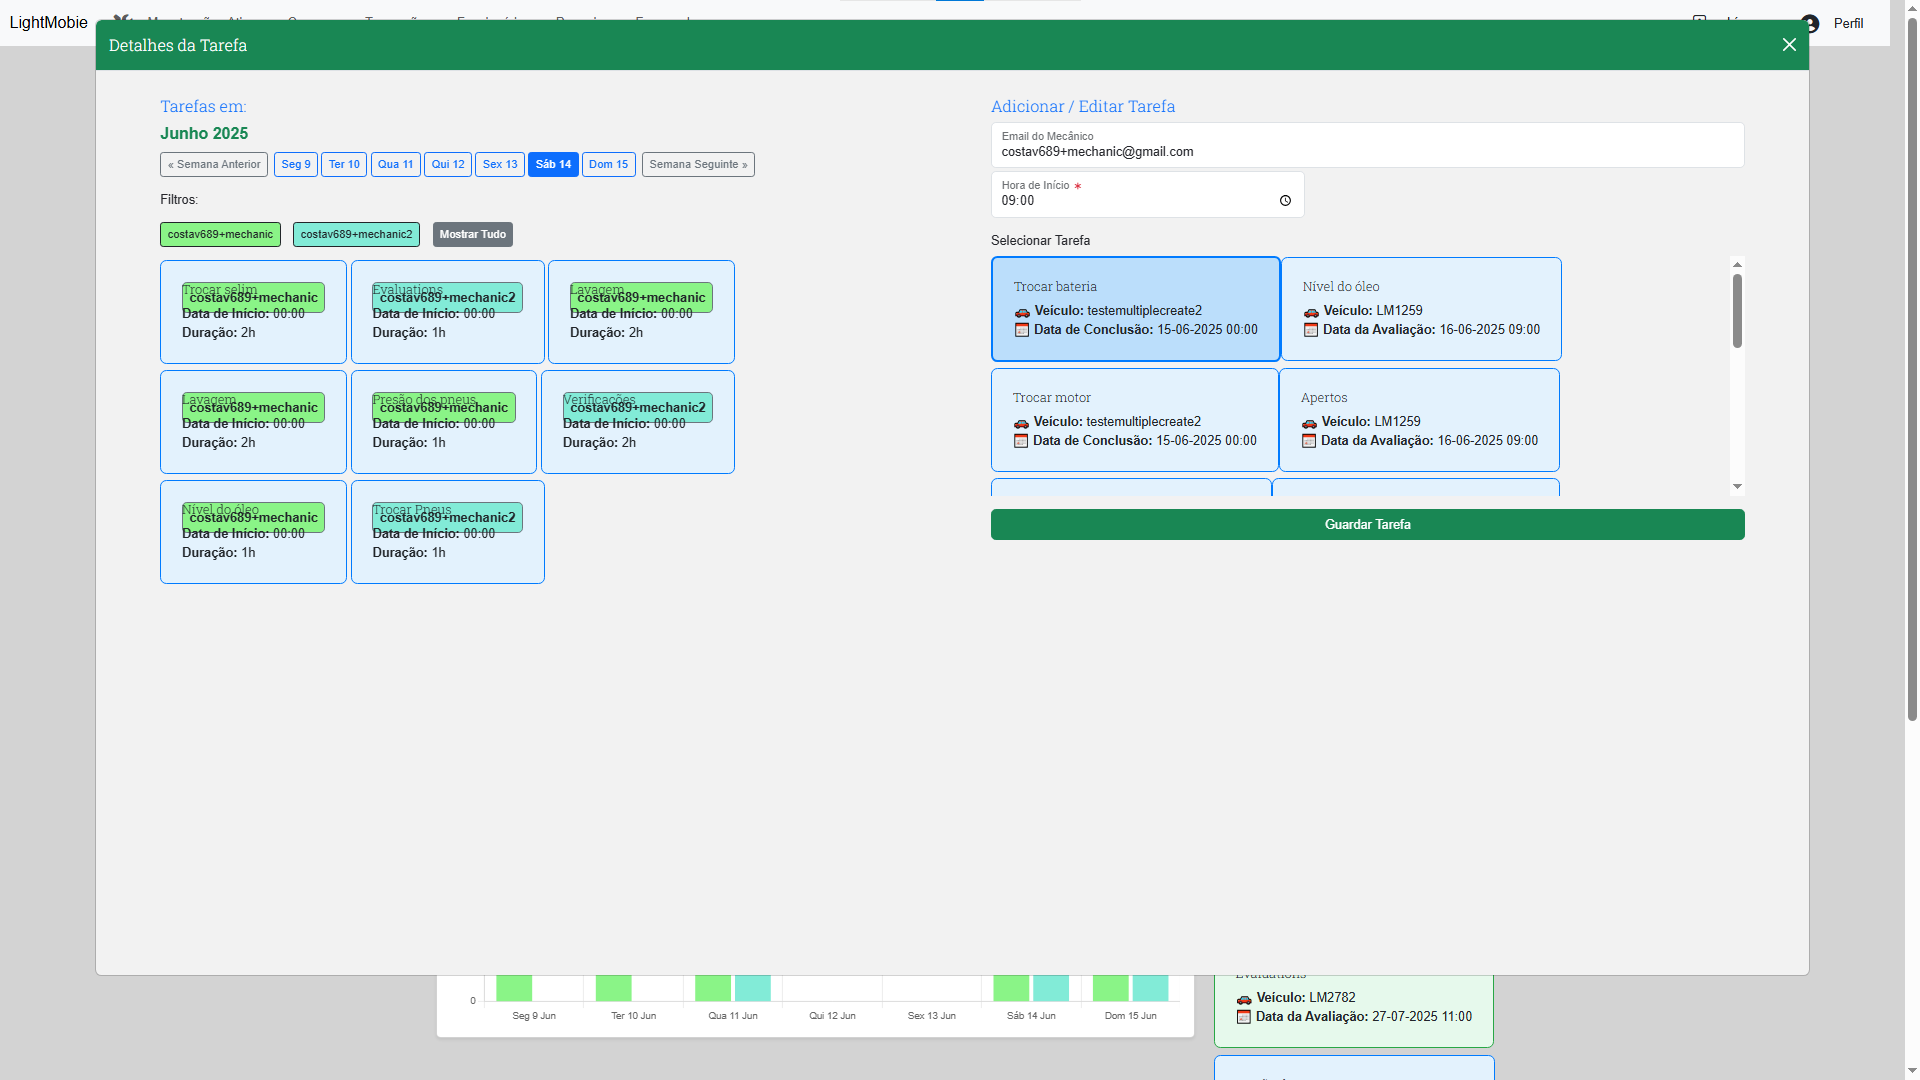 LightMobie
Perfil
Detalhes da Tarefa
Tarefas em:
Junho 2025
« Semana Anterior
Seg 9
Ter 10
Qua 11
Qui 12
Sex 13
Sáb 14
Dom 15
Semana Seguinte »
Filtros:
costav689+mechanic
costav689+mechanic2
Mostrar Tudo
Trocar selim
costav689+mechanic
Data de Início: 00:00
Duração: 2h
Evaluations
costav689+mechanic2
Data de Início: 00:00
Duração: 1h
Lavagem
costav689+mechanic
Data de Início: 00:00
Duração: 2h
Lavagem
costav689+mechanic
Data de Início: 00:00
Duração: 2h
Presão dos pneus
costav689+mechanic
Data de Início: 00:00
Duração: 1h
Verificações
costav689+mechanic2
Data de Início: 00:00
Duração: 2h
Nível do óleo
costav689+mechanic
Data de Início: 00:00
Duração: 1h
Trocar Pneus
costav689+mechanic2
Data de Início: 00:00
Duração: 1h
Adicionar / Editar Tarefa
Email do Mecânico
costav689+mechanic@gmail.com
Hora de Início *
09:00
Selecionar Tarefa
Trocar bateria
Veículo: testemultiplecreate2
Data de Conclusão: 15-06-2025 00:00
Nível do óleo
Veículo: LM1259
Data da Avaliação: 16-06-2025 09:00
Trocar motor
Veículo: testemultiplecreate2
Data de Conclusão: 15-06-2025 00:00
Apertos
Veículo: LM1259
Data da Avaliação: 16-06-2025 09:00
Guardar Tarefa
0
Seg 9 Jun
Ter 10 Jun
Qua 11 Jun
Qui 12 Jun
Sex 13 Jun
Sáb 14 Jun
Dom 15 Jun
Evaluations
Veículo: LM2782
Data da Avaliação: 27-07-2025 11:00